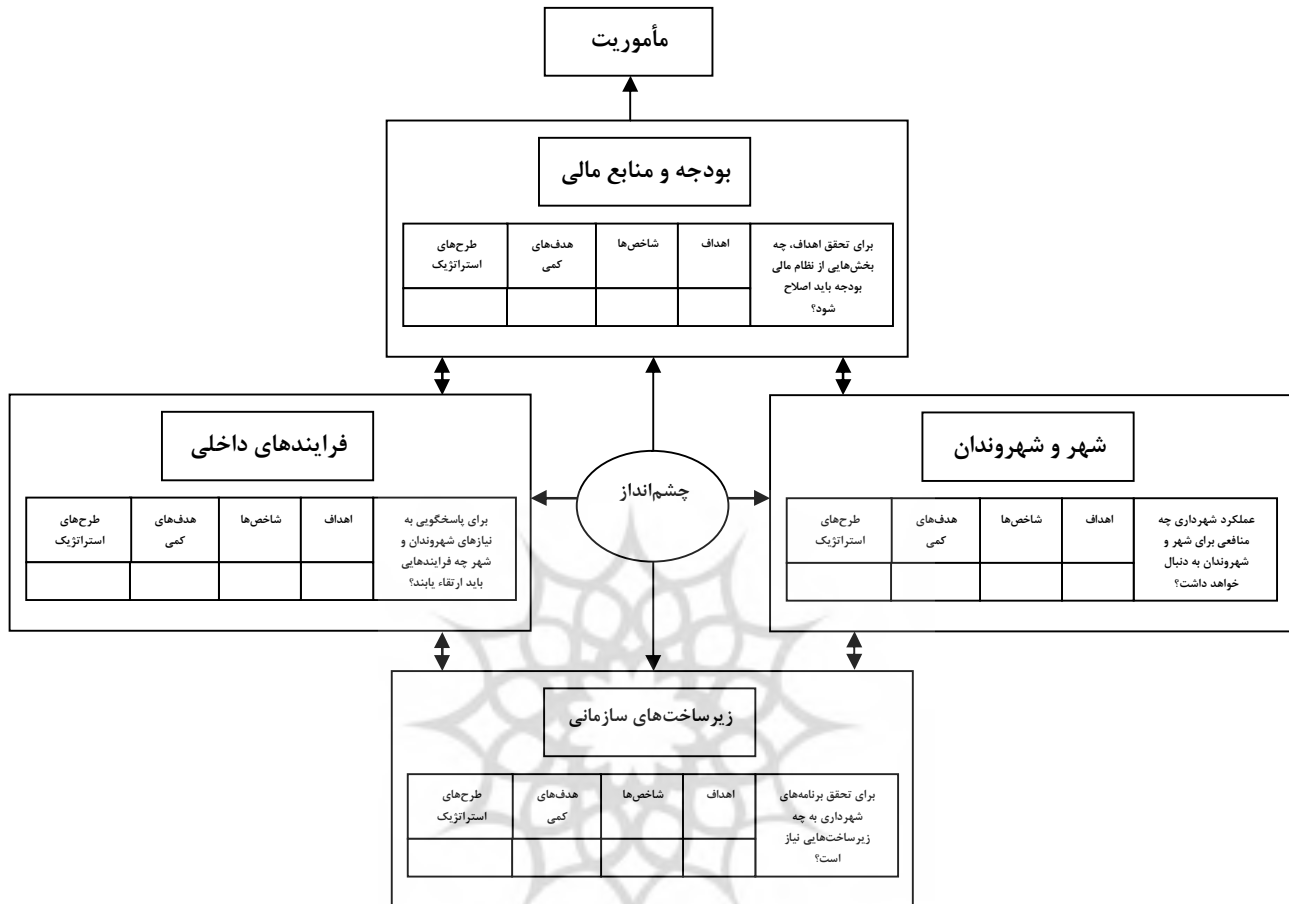 مأموریت
بودجه و منابع مالی
برای تحقق اهداف، چه
بخش‌هایی از نظام مالی
بودجه باید اصلاح
شود؟
اهداف
شاخص‌ها
هدف‌های
کمی
طرح‌های
استراتژیک
شهر و شهروندان
عملکرد شهرداری چه
منافعی برای شهر و
شهروندان به دنبال
خواهد داشت؟
اهداف
شاخص‌ها
هدف‌های
کمی
طرح‌های
استراتژیک
چشم‌انداز
فرایندهای داخلی
برای پاسخگویی به
نیازهای شهروندان و
شهر چه فرایندهایی
باید ارتقاء یابند؟
اهداف
شاخص‌ها
هدف‌های
کمی
طرح‌های
استراتژیک
زیرساخت‌های سازمانی
برای تحقق برنامه‌های
شهرداری به چه
زیرساخت‌هایی نیاز
است؟
اهداف
شاخص‌ها
هدف‌های
کمی
طرح‌های
استراتژیک